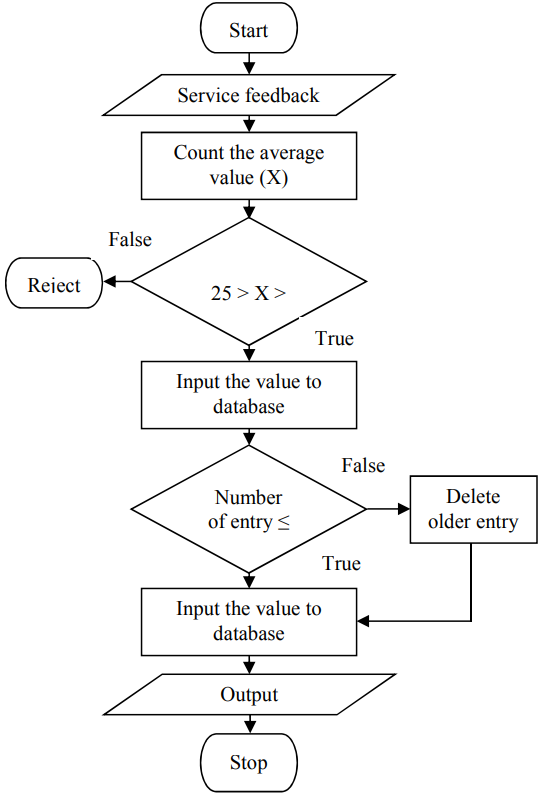 Start
Service feedback
Count the average
value (X)
False
Reject
25 > X >
True
Input the value to
database
False
Number
of entry ≤
Delete
older entry
True
Input the value to
database
Output
Stop